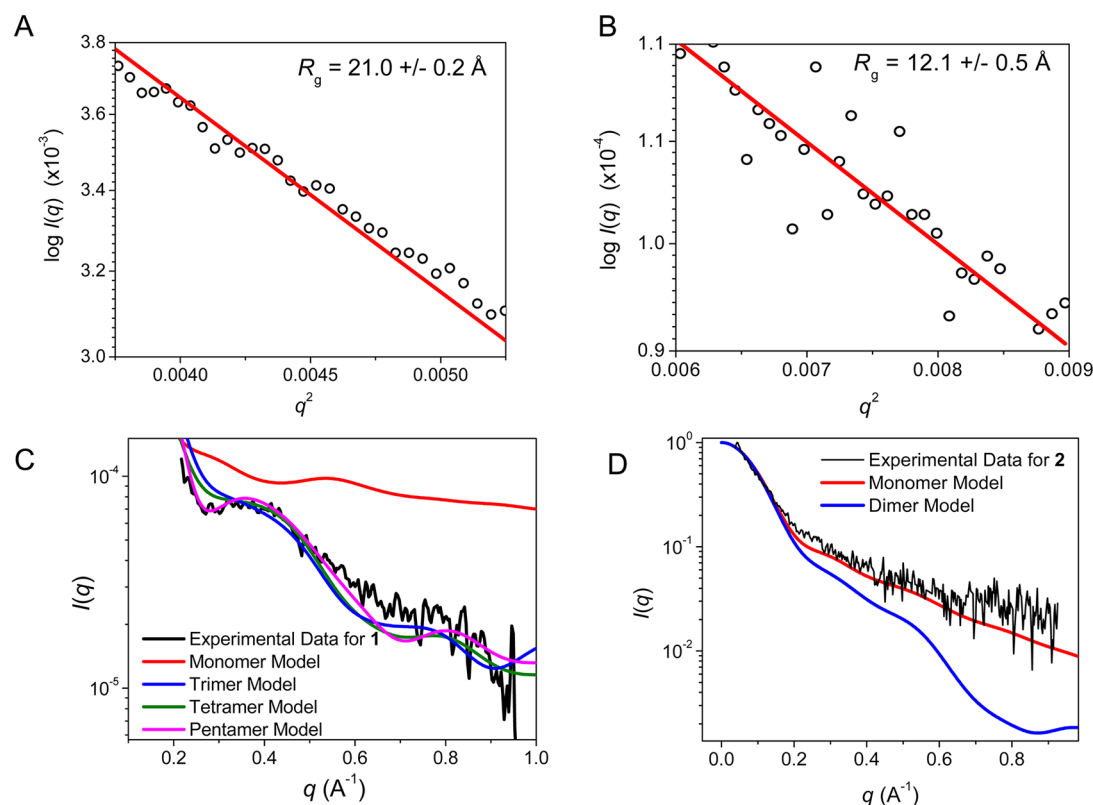 A
3.8
3.6
3.4
3.2
3.0
log I(q) (x10⁻³)
R_g = 21.0 +/- 0.2 Å
0.0040
0.0045
0.0050
q²
B
1.1
1.1
1.0
0.9
log I(q) (x10⁻⁴)
R_g = 12.1 +/- 0.5 Å
0.006
0.007
0.008
0.009
q²
C
10⁻⁴
10⁻⁵
I(q)
Experimental Data for 1
Monomer Model
Trimer Model
Tetramer Model
Pentamer Model
0.2
0.4
0.6
0.8
1.0
q (A⁻¹)
D
10⁰
10⁻¹
10⁻²
I(q)
Experimental Data for 2
Monomer Model
Dimer Model
0.0
0.2
0.4
0.6
0.8
q (A⁻¹)